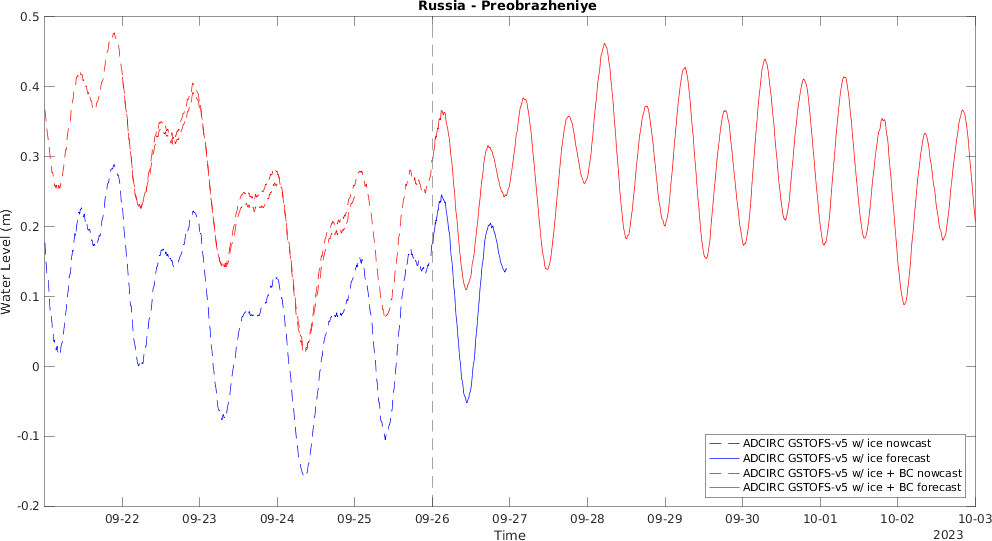 Russia - Preobrazheniye
Water Level (m)
0.5
0.4
0.3
0.2
0.1
0
-0.1
-0.2
09-22 09-23 09-24 09-25 09-26 09-27 09-28 09-29 09-30 10-01 10-02 10-03
Time
2023
ADCIRC GSTOFS-v5 w/ ice nowcast
ADCIRC GSTOFS-v5 w/ ice forecast
ADCIRC GSTOFS-v5 w/ ice + BC nowcast
ADCIRC GSTOFS-v5 w/ ice + BC forecast